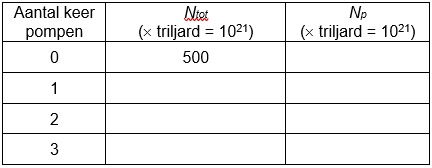 Aantal keer pompen	Ntot (× triljard = 10²¹)	Np (× triljard = 10²¹)
0	500
1
2
3